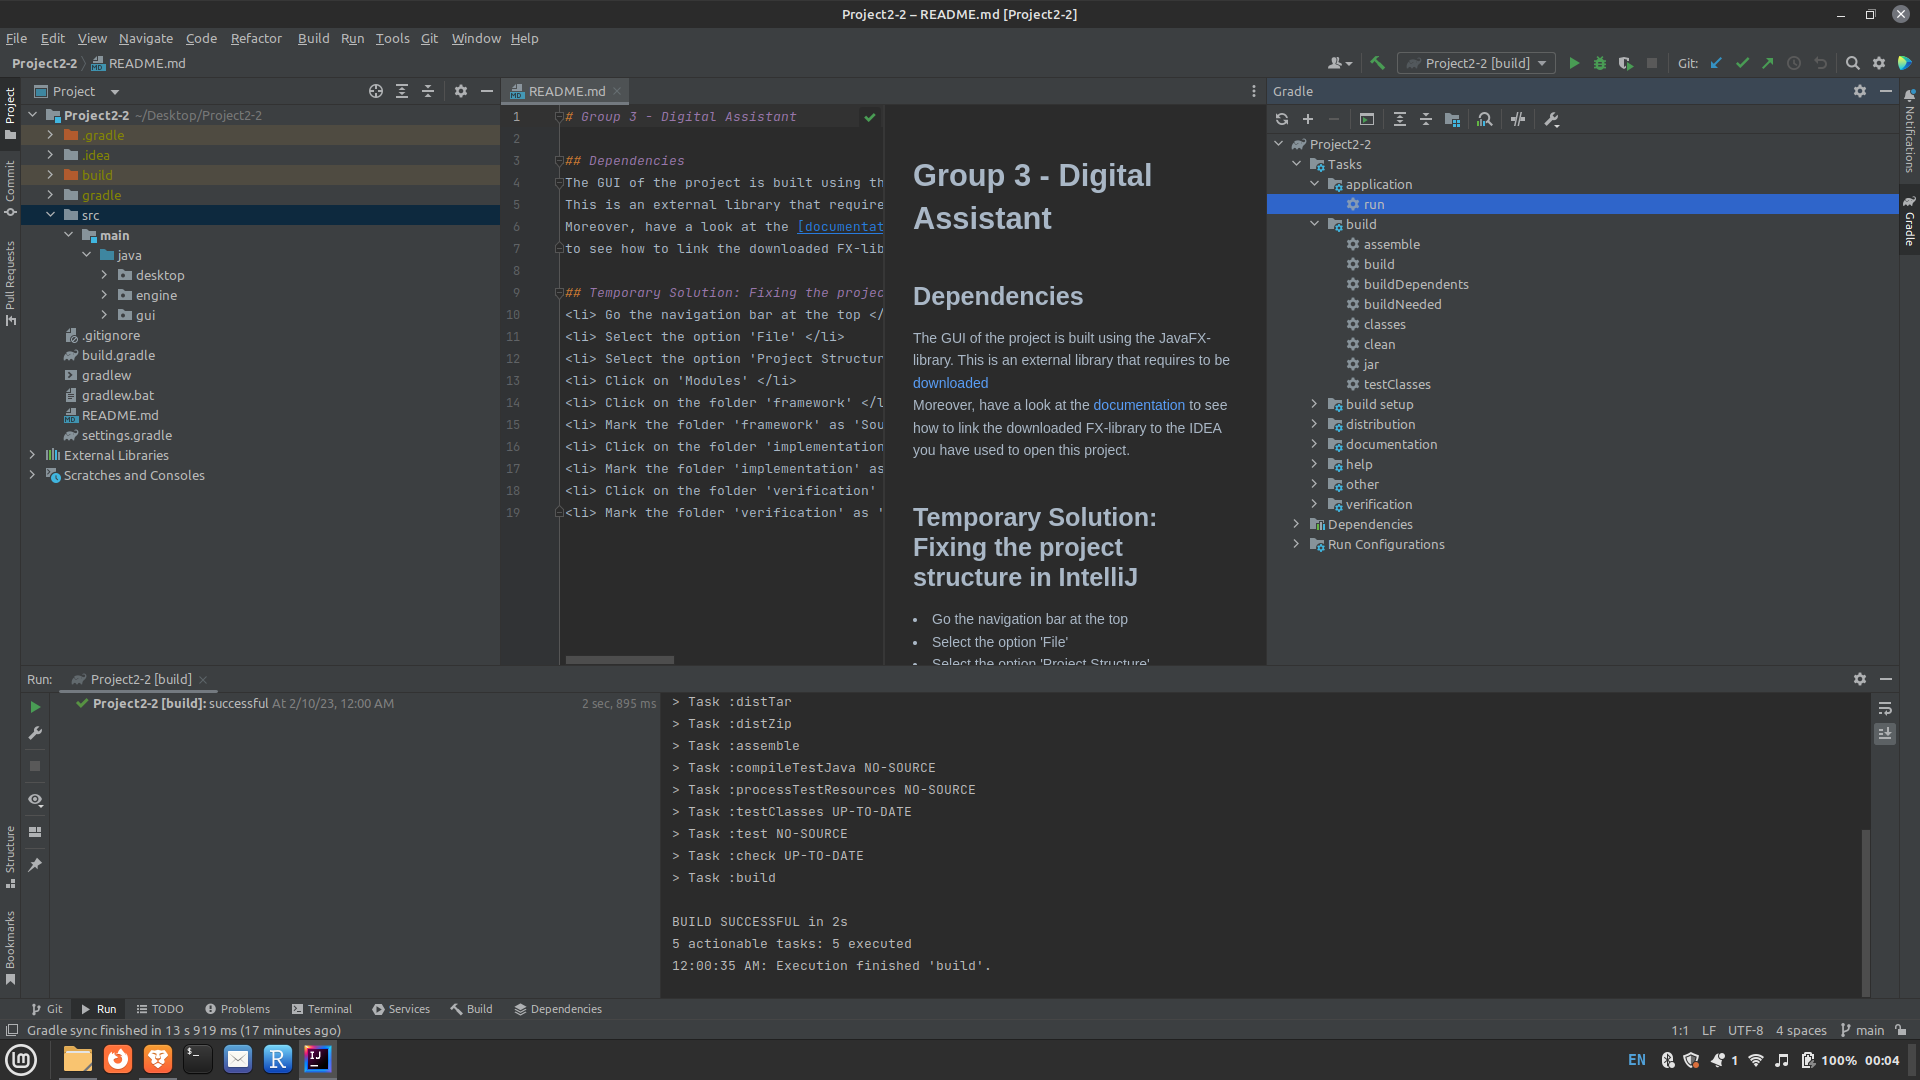 Project2-2 – README.md [Project2-2]
File Edit View Navigate Code Refactor Build Run Tools Git Window Help
Project2-2 README.md
Project2-2 [build]
Git:
Project
README.md
Gradle
Project
Commit
Pull Requests
Structure
Bookmarks
Notifications
Gradle
Project2-2 ~/Desktop/Project2-2
.gradle
.idea
build
gradle
src
main
java
desktop
engine
gui
.gitignore
build.gradle
gradlew
gradlew.bat
README.md
settings.gradle
External Libraries
Scratches and Consoles
1 # Group 3 - Digital Assistant
2
3 ## Dependencies
4 The GUI of the project is built using th
5 This is an external library that require
6 Moreover, have a look at the [documentat
7 to see how to link the downloaded FX-lib
8
9 ## Temporary Solution: Fixing the projec
10 <li> Go the navigation bar at the top </
11 <li> Select the option 'File' </li>
12 <li> Select the option 'Project Structur
13 <li> Click on 'Modules' </li>
14 <li> Click on the folder 'framework' </l
15 <li> Mark the folder 'framework' as 'Sou
16 <li> Click on the folder 'implementation
17 <li> Mark the folder 'implementation' as
18 <li> Click on the folder 'verification'
19 <li> Mark the folder 'verification' as '
Group 3 - Digital
Assistant
Dependencies
The GUI of the project is built using the JavaFX-
library. This is an external library that requires to be
downloaded
Moreover, have a look at the documentation to see
how to link the downloaded FX-library to the IDEA
you have used to open this project.
Temporary Solution:
Fixing the project
structure in IntelliJ
• Go the navigation bar at the top
• Select the option 'File'
• Select the option 'Project Structure'
Project2-2
Tasks
application
run
build
assemble
build
buildDependents
buildNeeded
classes
clean
jar
testClasses
build setup
distribution
documentation
help
other
verification
Dependencies
Run Configurations
Run: Project2-2 [build]
Project2-2 [build]: successful At 2/10/23, 12:00 AM 2 sec, 895 ms
> Task :distTar
> Task :distZip
> Task :assemble
> Task :compileTestJava NO-SOURCE
> Task :processTestResources NO-SOURCE
> Task :testClasses UP-TO-DATE
> Task :test NO-SOURCE
> Task :check UP-TO-DATE
> Task :build
BUILD SUCCESSFUL in 2s
5 actionable tasks: 5 executed
12:00:35 AM: Execution finished 'build'.
Git Run TODO Problems Terminal Services Build Dependencies
Gradle sync finished in 13 s 919 ms (17 minutes ago) 1:1 LF UTF-8 4 spaces main
EN 1 100% 00:04